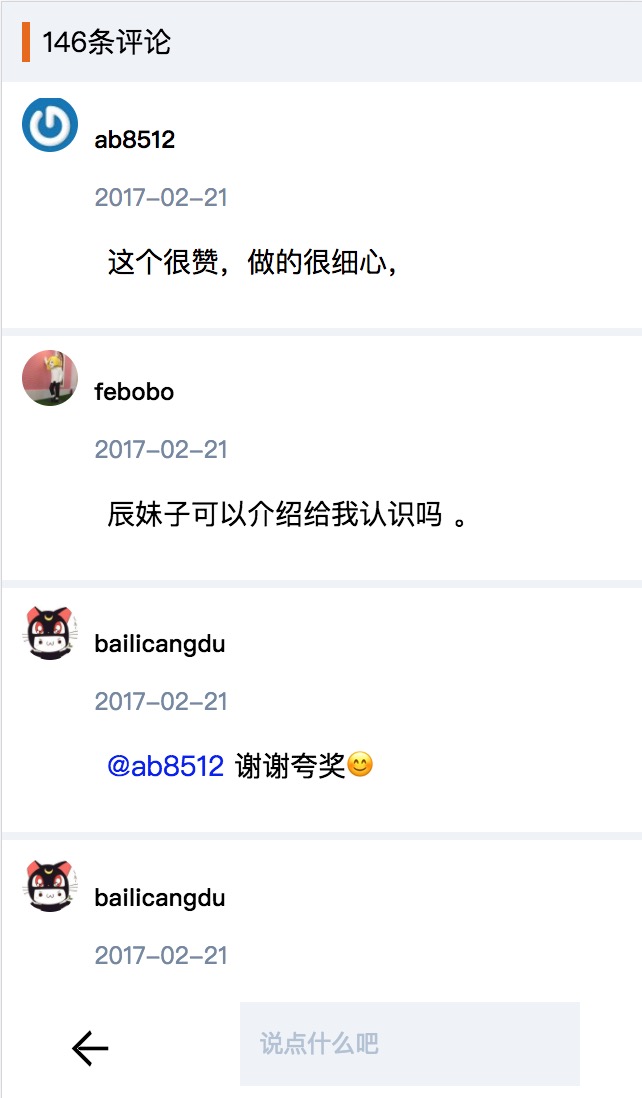 146条评论
ab8512
2017-02-21
这个很赞，做的很细心，
febobo
2017-02-21
辰妹子可以介绍给我认识吗 。
bailicangdu
2017-02-21
@ab8512 谢谢夸奖😊
bailicangdu
2017-02-21
说点什么吧